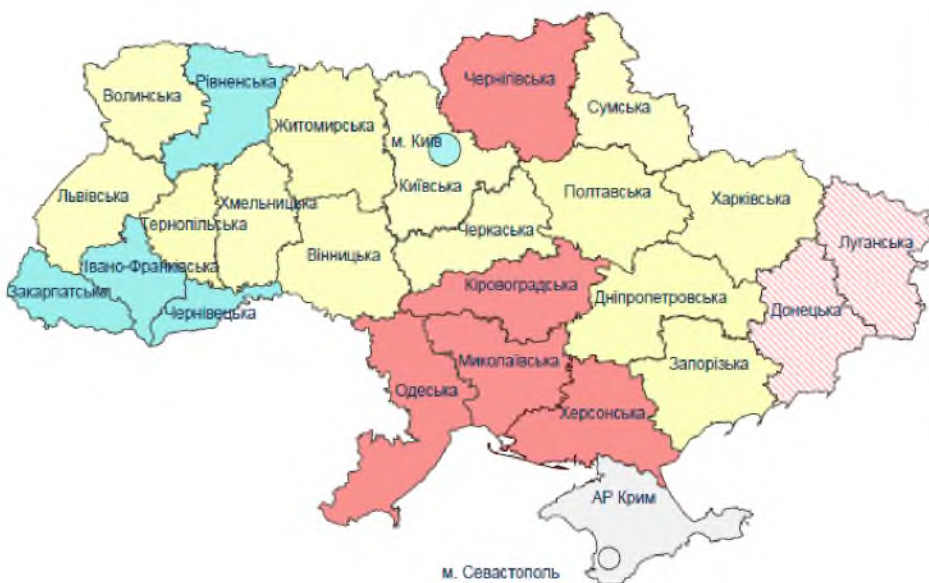 Чернігівська
Рівненська
Волинська
Сумська
Житомирська
м. Київ
Київська
Львівська
Хмельницька
Полтавська
Харківська
Тернопільська
Черкаська
Луганська
Вінницька
Івано-Франківська
Закарпатська
Чернівецька
Кіровоградська
Дніпропетровська
Донецька
Миколаївська
Запорізька
Одеська
Херсонська
АР Крим
м. Севастополь